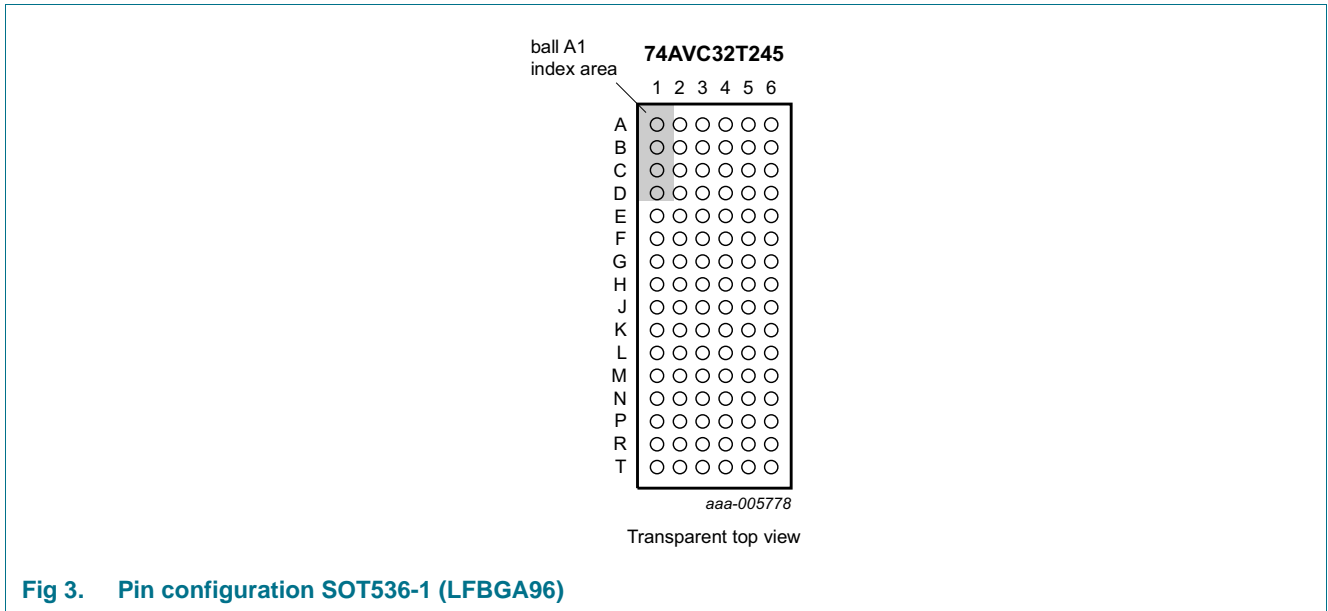 ball A1
index area
74AVC32T245
1 2 3 4 5 6
A
B
C
D
E
F
G
H
J
K
L
M
N
P
R
T
aaa-005778
Transparent top view
Fig 3. Pin configuration SOT536-1 (LFBGA96)